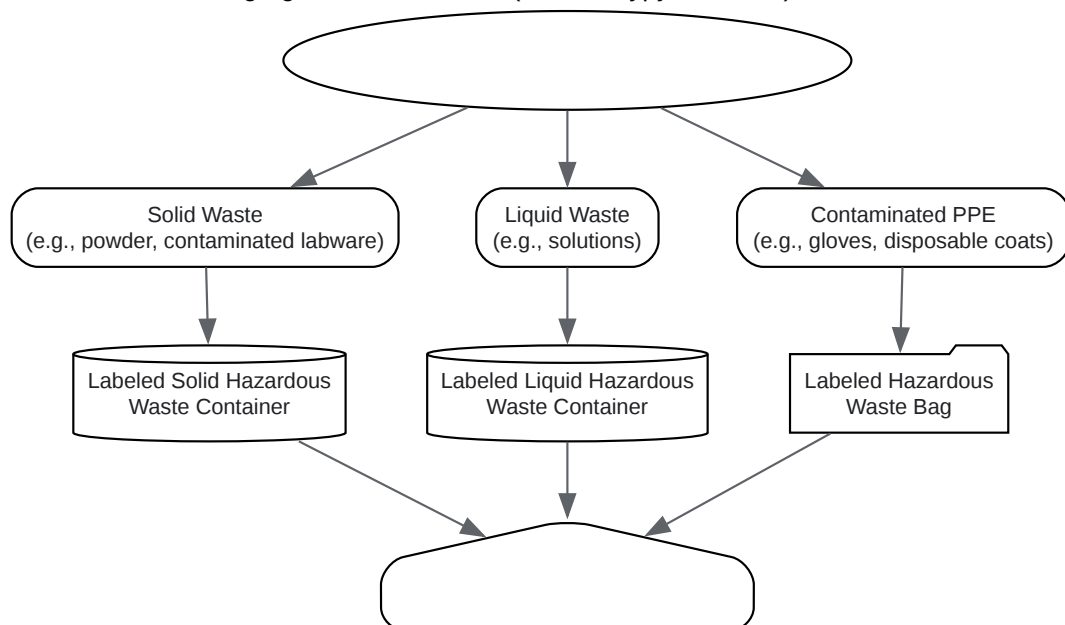 Solid Waste
(e.g., powder, contaminated labware)
Liquid Waste
(e.g., solutions)
Contaminated PPE
(e.g., gloves, disposable coats)
Labeled Solid Hazardous
Waste Container
Labeled Liquid Hazardous
Waste Container
Labeled Hazardous
Waste Bag